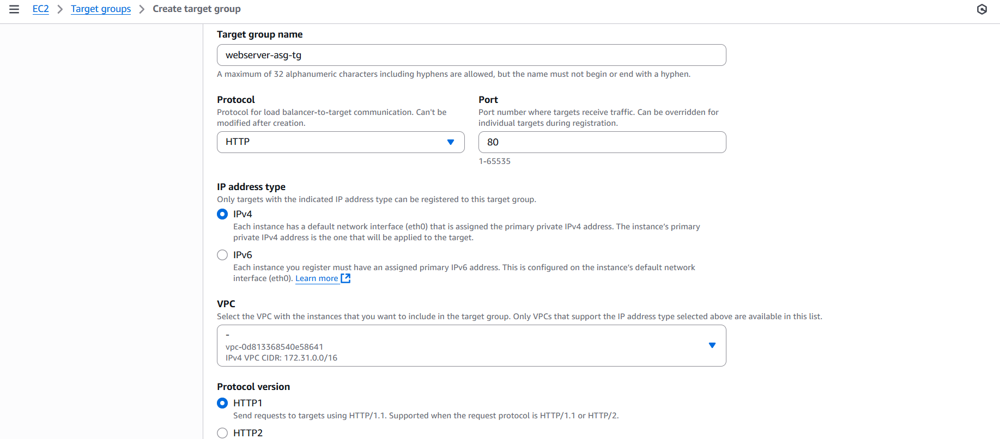 EC2 > Target groups > Create target group
Target group name
webserver-asg-tg
A maximum of 32 alphanumeric characters including hyphens are allowed, but the name must not begin or end with a hyphen.
Protocol
Protocol for load balancer-to-target communication. Can't be
modified after creation.
HTTP
Port
Port number where targets receive traffic. Can be overridden for
individual targets during registration.
80
1-65535
IP address type
Only targets with the indicated IP address type can be registered to this target group.
IPv4
Each instance has a default network interface (eth0) that is assigned the primary private IPv4 address. The instance's primary
private IPv4 address is the one that will be applied to the target.
IPv6
Each instance you register must have an assigned primary IPv6 address. This is configured on the instance's default network
interface (eth0). Learn more
VPC
Select the VPC with the instances that you want to include in the target group. Only VPCs that support the IP address type selected above are available in this list.
-
vpc-0d813368540e58641
IPv4 VPC CIDR: 172.31.0.0/16
Protocol version
HTTP1
Send requests to targets using HTTP/1.1. Supported when the request protocol is HTTP/1.1 or HTTP/2.
HTTP2